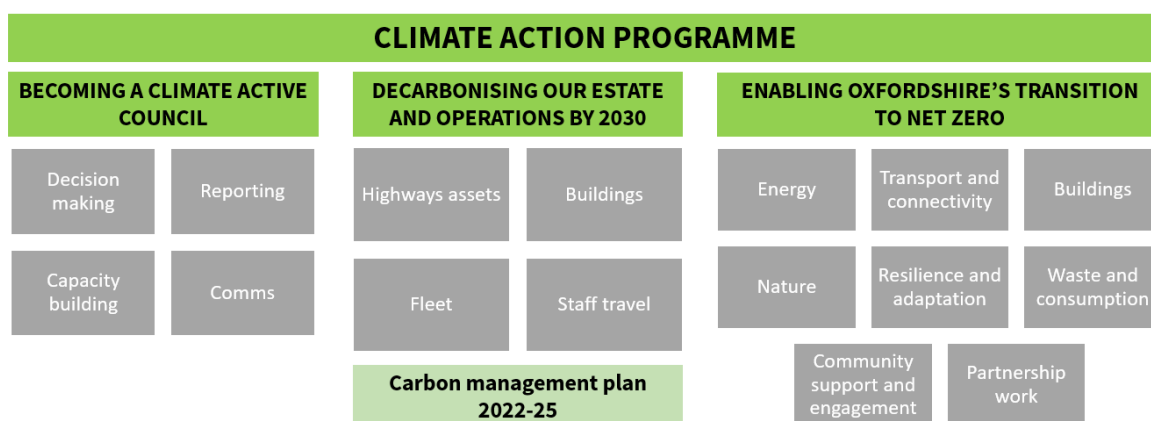 CLIMATE ACTION PROGRAMME
BECOMING A CLIMATE ACTIVE
COUNCIL
Decision
making
Reporting
Capacity
building
Comms
DECARBONISING OUR ESTATE
AND OPERATIONS BY 2030
Highways assets
Buildings
Fleet
Staff travel
Carbon management plan
2022-25
ENABLING OXFORDSHIRE’S TRANSITION
TO NET ZERO
Energy
Transport and
connectivity
Buildings
Nature
Resilience and
adaptation
Waste and
consumption
Community
support and
engagement
Partnership
work